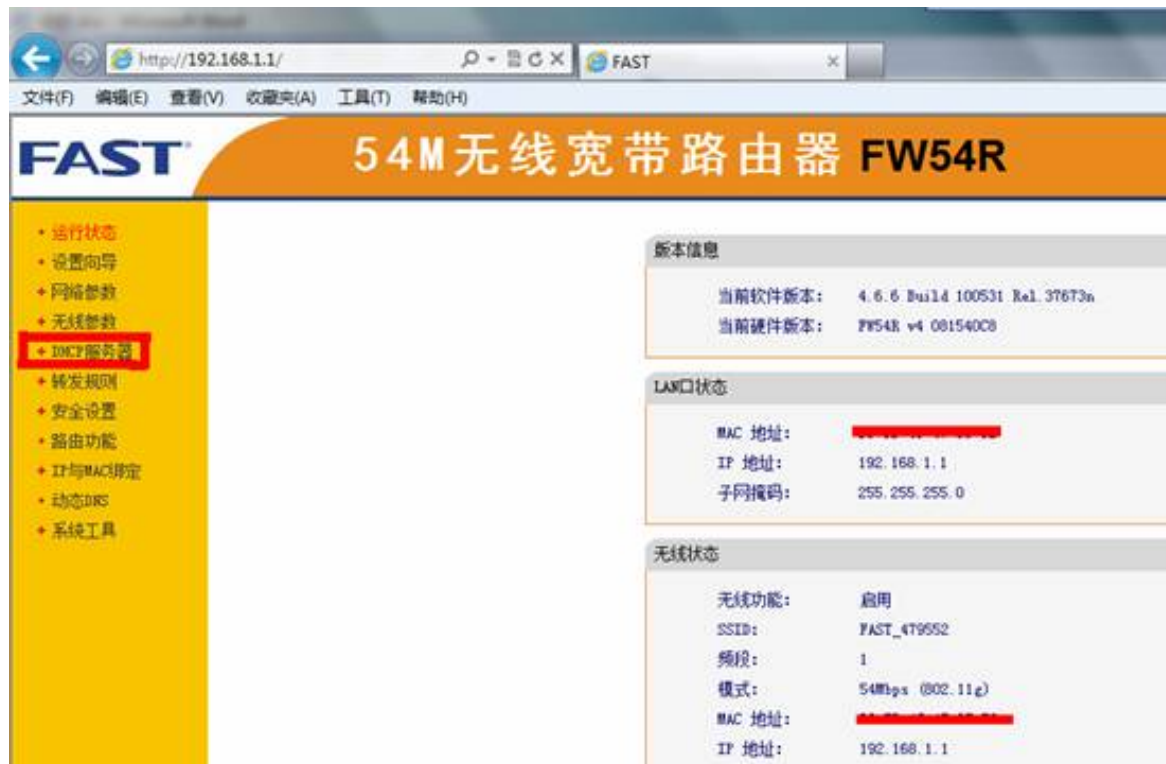 http://192.168.1.1/
FAST
文件(F) 编辑(E) 查看(V) 收藏夹(A) 工具(T) 帮助(H)
FAST
54M无线宽带路由器 FW54R
运行状态
设置向导
网络参数
无线参数
DHCP服务器
转发规则
安全设置
路由功能
IP与MAC绑定
动态DNS
系统工具
版本信息
当前软件版本: 4.6.6 Build 100531 Rel.37673n
当前硬件版本: FW54R v4 081540C8
LAN口状态
MAC 地址:
IP 地址: 192.168.1.1
子网掩码: 255.255.255.0
无线状态
无线功能: 启用
SSID: FAST_479552
频段: 1
模式: 54Mbps (802.11g)
MAC 地址:
IP 地址: 192.168.1.1